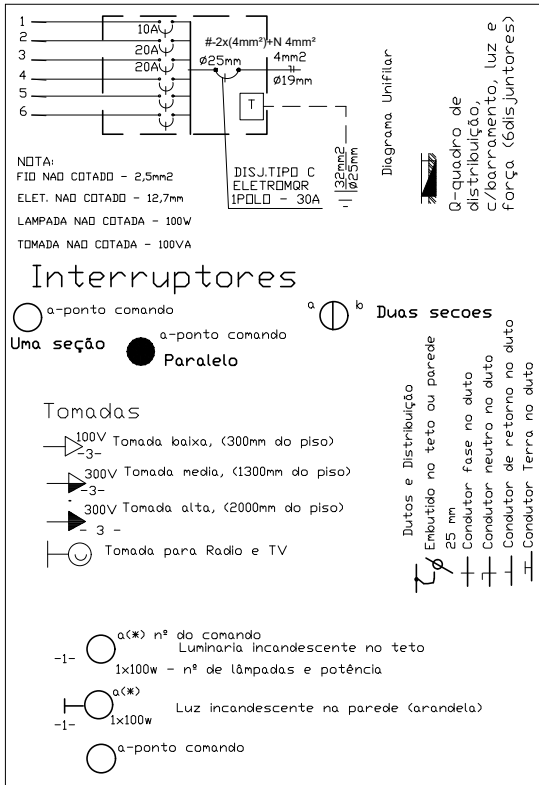 1
2
3
4
5
6
10A
20A
20A
#-2x(4mm²)+N 4mm²
4mm2
Ø25mm
Ø19mm
T
DISJ.TIPO C
ELETROMQR
1POLO - 30A
132mm2
Ø25mm
Diagrama Unifilar
Q-quadro de
distribuição,
c/barramento, luz e
força (6disjuntores)
NOTA:
FIO NAO COTADO - 2,5mm2
ELET. NAO COTADO - 12,7mm
LAMPADA NAO COTADA - 100W
TOMADA NAO COTADA - 100VA
Interruptores
a-ponto comando
Uma seção
a-ponto comando
Paralelo
a b
Duas secoes
Tomadas
100V
-3-
Tomada baixa, (300mm do piso)
300V
-3-
Tomada media, (1300mm do piso)
300V
- 3 -
Tomada alta, (2000mm do piso)
Tomada para Radio e TV
Dutos e Distribuição
Embutido no teto ou parede
25 mm
Condutor fase no duto
Condutor neutro no duto
Condutor de retorno no duto
Condutor Terra no duto
a(*) nº do comando
Luminaria incandescente no teto
-1-
1x100w - nº de lâmpadas e potência
a(*)
Luz incandescente na parede (arandela)
-1-
1x100w
a-ponto comando